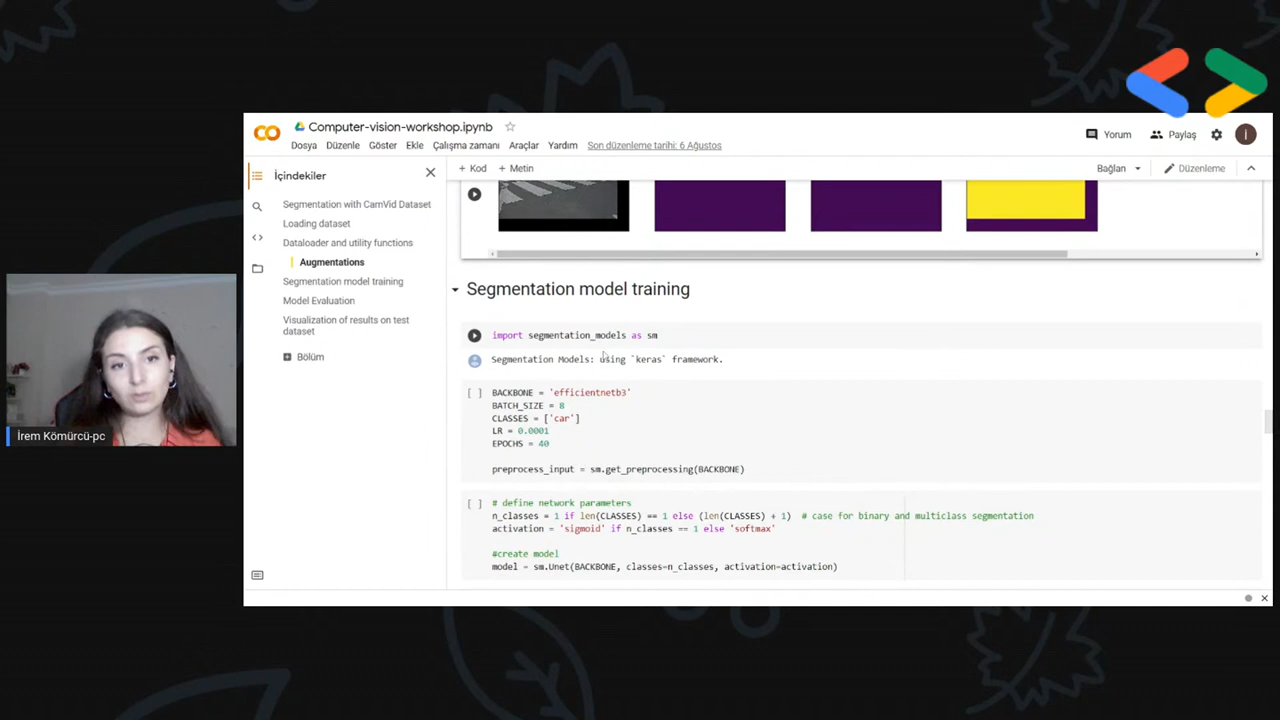 Computer-vision-workshop.ipynb
Yorum
Paylaş
i
Dosya Düzenle Göster Ekle Çalışma zamanı Araçlar Yardım Son düzenleme tarihi: 6 Ağustos
İçindekiler
+ Kod + Metin
Bağlan
Düzenleme
Segmentation with CamVid Dataset
Loading dataset
Dataloader and utility functions
Augmentations
Segmentation model training
Model Evaluation
Visualization of results on test
dataset
Bölüm
Segmentation model training
import segmentation_models as sm
Segmentation Models: using `keras` framework.
[ ] BACKBONE = 'efficientnetb3'
BATCH_SIZE = 8
CLASSES = ['car']
LR = 0.0001
EPOCHS = 40
preprocess_input = sm.get_preprocessing(BACKBONE)
[ ] # define network parameters
n_classes = 1 if len(CLASSES) == 1 else (len(CLASSES) + 1)  # case for binary and multiclass segmentation
activation = 'sigmoid' if n_classes == 1 else 'softmax'
#create model
model = sm.Unet(BACKBONE, classes=n_classes, activation=activation)
İrem Kömürcü-pc